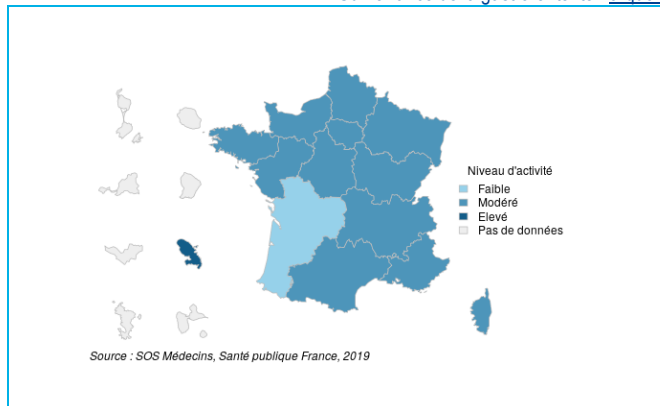 Niveau d'activité
Faible
Modéré
Elevé
Pas de données
Source : SOS Médecins, Santé publique France, 2019